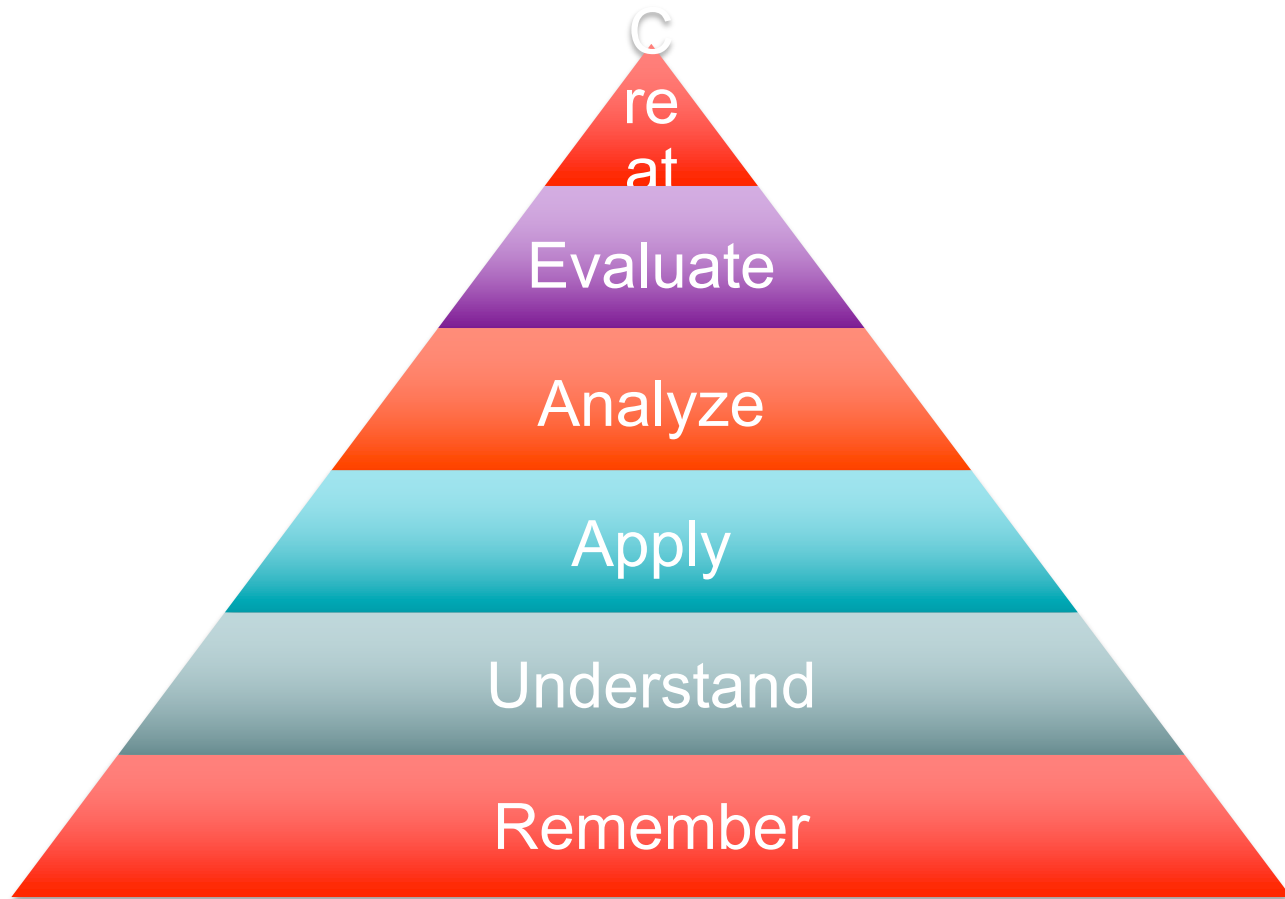 C
re
at
Evaluate
Analyze
Apply
Understand
Remember